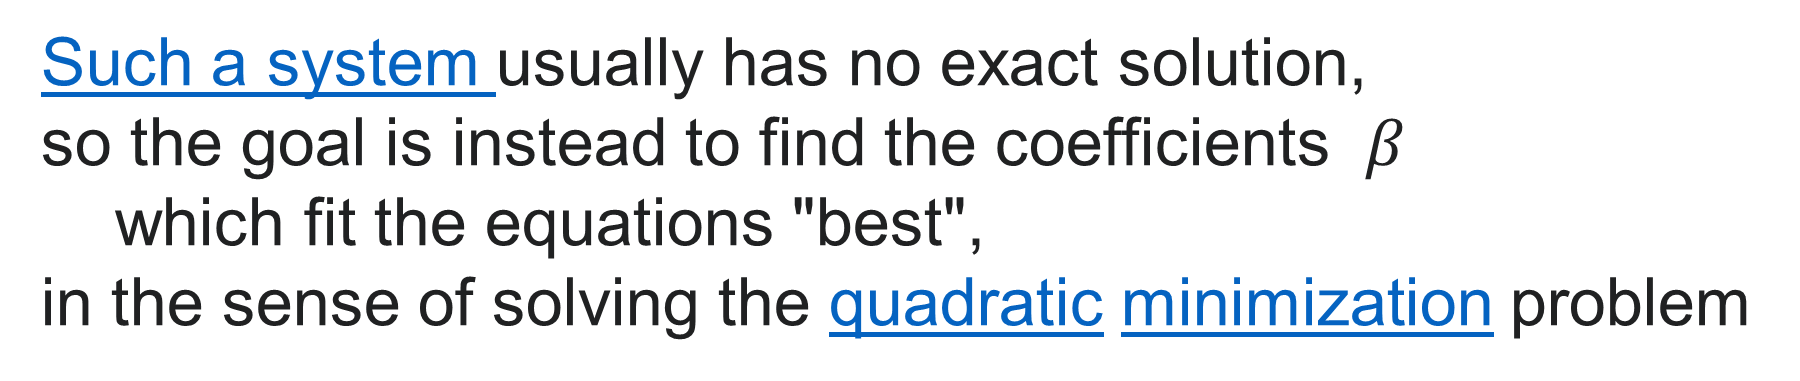 Such a system usually has no exact solution,
so the goal is instead to find the coefficients β
which fit the equations "best",
in the sense of solving the quadratic minimization problem